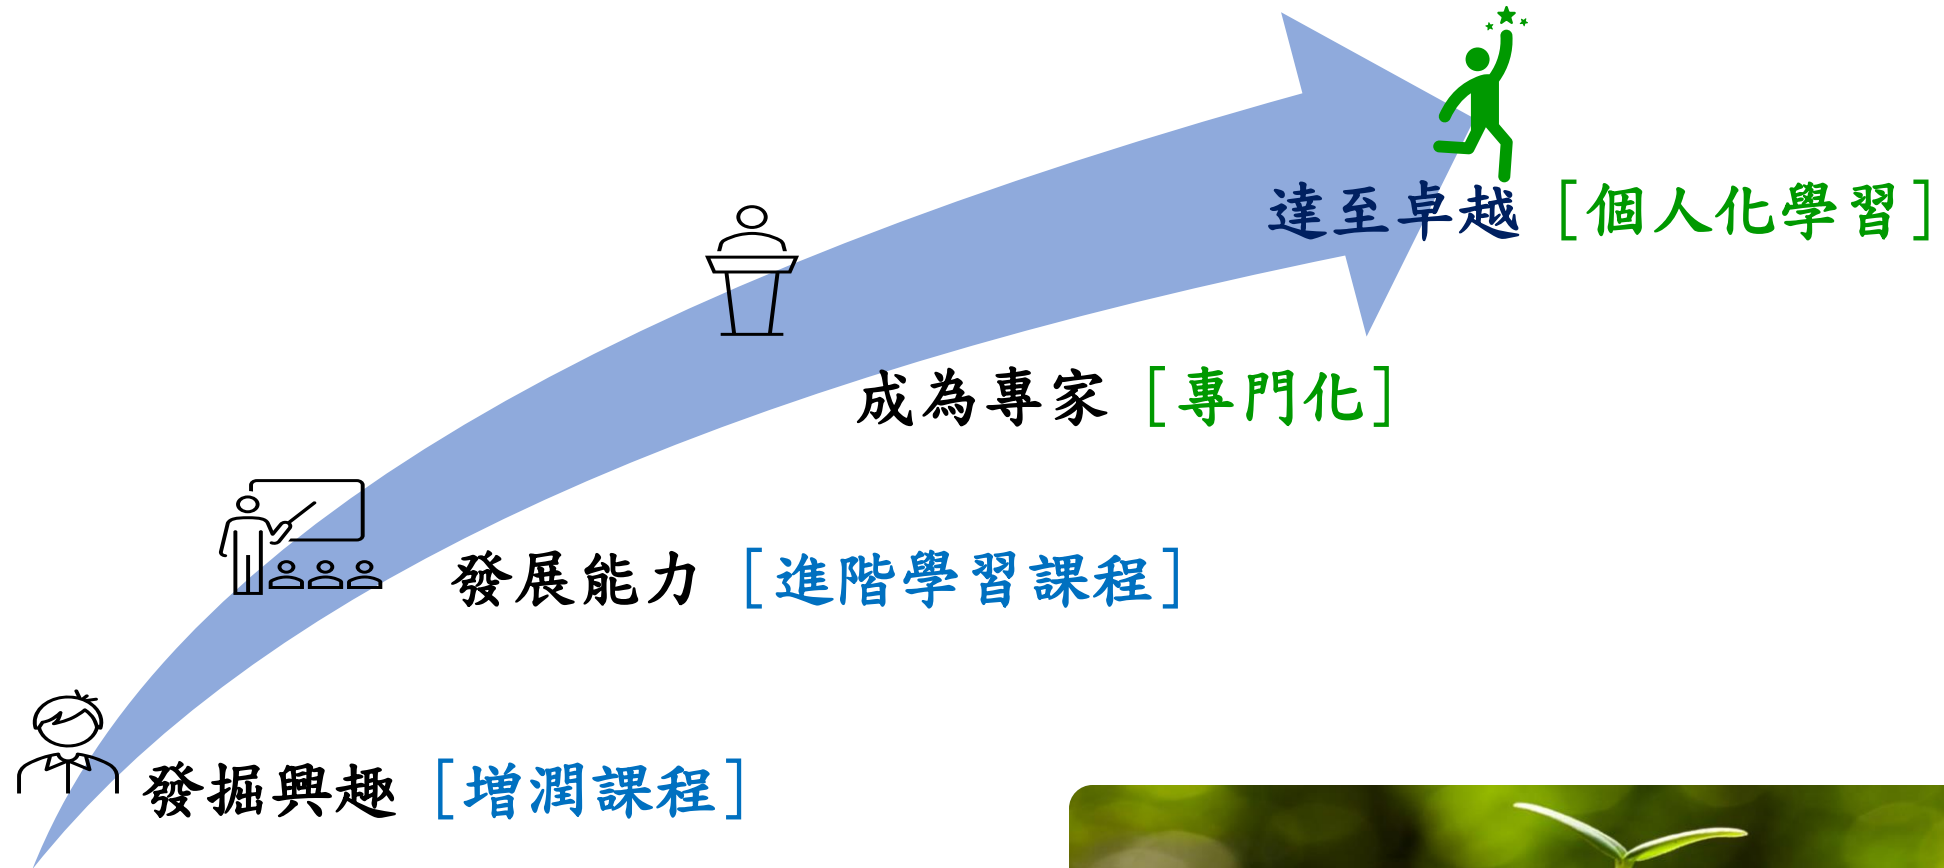 達至卓越 [個人化學習]
成為專家 [專門化]
發展能力 [進階學習課程]
發掘興趣 [增潤課程]